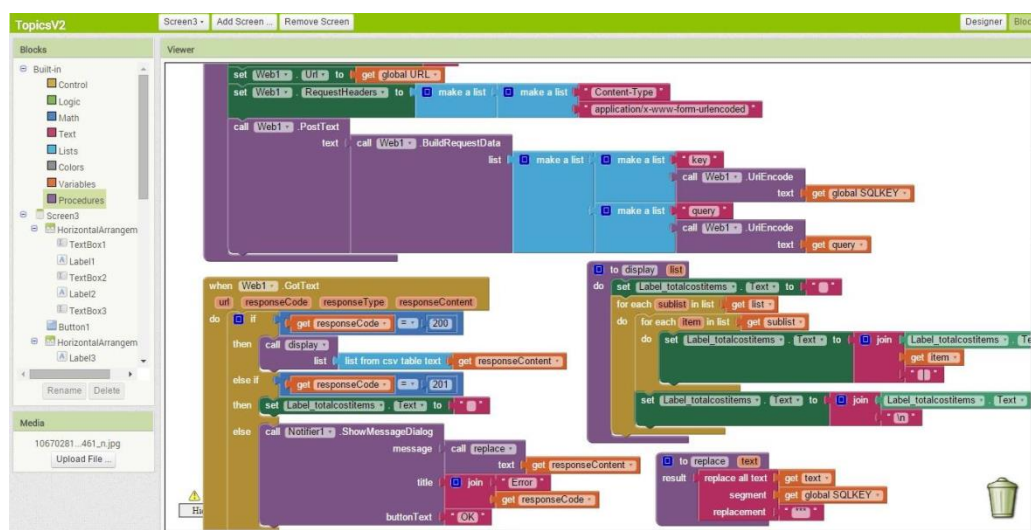 TopicsV2
Screen3 Add Screen ... Remove Screen
Designer
Blocks
Viewer
Built-in
Control
Logic
Math
Text
Lists
Colors
Variables
Procedures
Screen3
HorizontalArrangem
TextBox1
Label1
TextBox2
Label2
TextBox3
Button1
HorizontalArrangem
Label3
Rename Delete
Media
10670281...461_n.jpg
Upload File ...
set Web1 . Url to get global URL
set Web1 . RequestHeaders to make a list make a list " Content-Type "
" application/x-www-form-urlencoded "
call Web1 .PostText
text call Web1 .BuildRequestData
list make a list make a list " key "
call Web1 .UriEncode
text get global SQLKEY
make a list " query "
call Web1 .UriEncode
text get query
when Web1 .GotText
url responseCode responseType responseContent
do if get responseCode = 200
then call display
list list from csv table text get responseContent
else if get responseCode = 201
then set Label_totalcostitems . Text to " "
else call Notifier1 .ShowMessageDialog
message call replace
text get responseContent
title join " Error "
get responseCode
buttonText " OK "
to display list
do set Label_totalcostitems . Text to " "
for each sublist in list get list
do for each item in list get sublist
do set Label_totalcostitems . Text to join Label_totalcostitems . Te
get item
set Label_totalcostitems . Text to join Label_totalcostitems . Text
" \n "
to replace text
result replace all text get text
segment get global SQLKEY
replacement " *** "